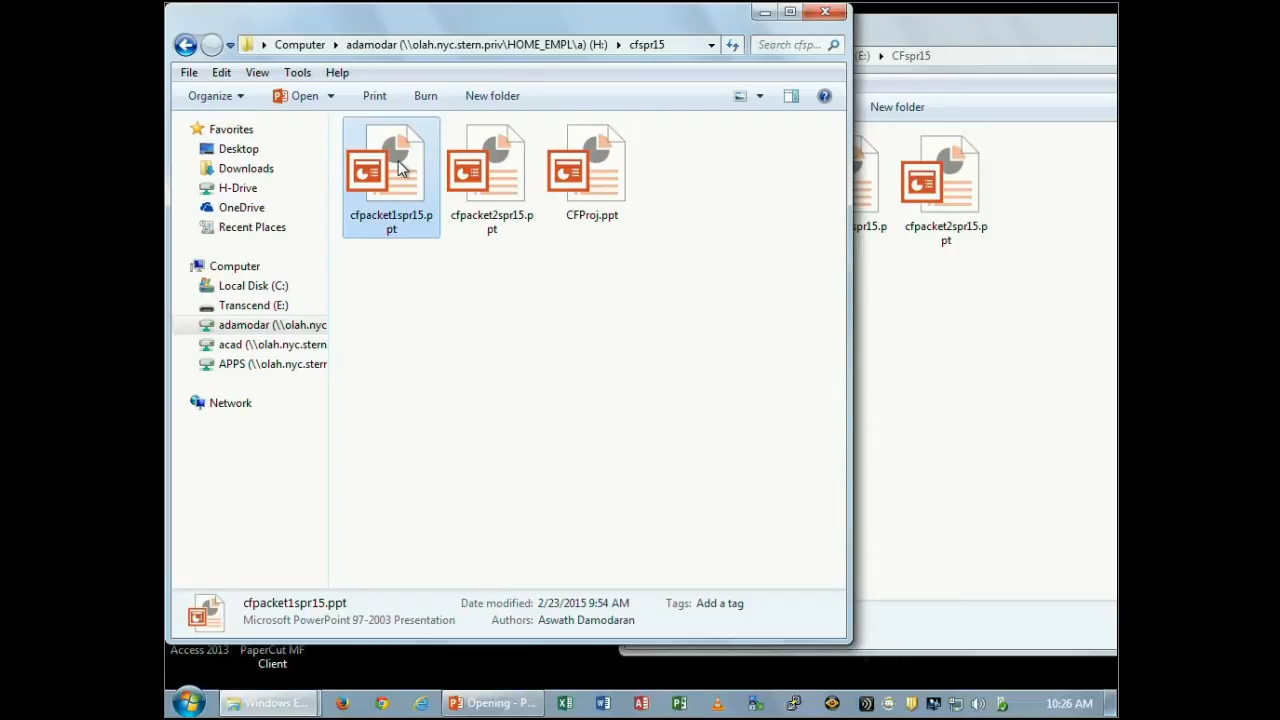 Computer ▸ adamodar (\\olah.nyc.stern.priv\HOME_EMPL\a) (H:) ▸ cfspr15
Search cfsp...
(E:) ▸ CFspr15
File Edit View Tools Help
Organize Open Print Burn New folder
New folder
Favorites
Desktop
Downloads
H-Drive
OneDrive
Recent Places
Computer
Local Disk (C:)
Transcend (E:)
adamodar (\\olah.nyc
acad (\\olah.nyc.stern
APPS (\\olah.nyc.stern
Network
cfpacket1spr15.p
pt
cfpacket2spr15.p
pt
CFProj.ppt
spr15.p
cfpacket2spr15.p
pt
cfpacket1spr15.ppt
Microsoft PowerPoint 97-2003 Presentation
Date modified: 2/23/2015 9:54 AM
Authors: Aswath Damodaran
Tags: Add a tag
Access 2013
PaperCut MF
Client
Windows E...
Opening - P...
10:26 AM